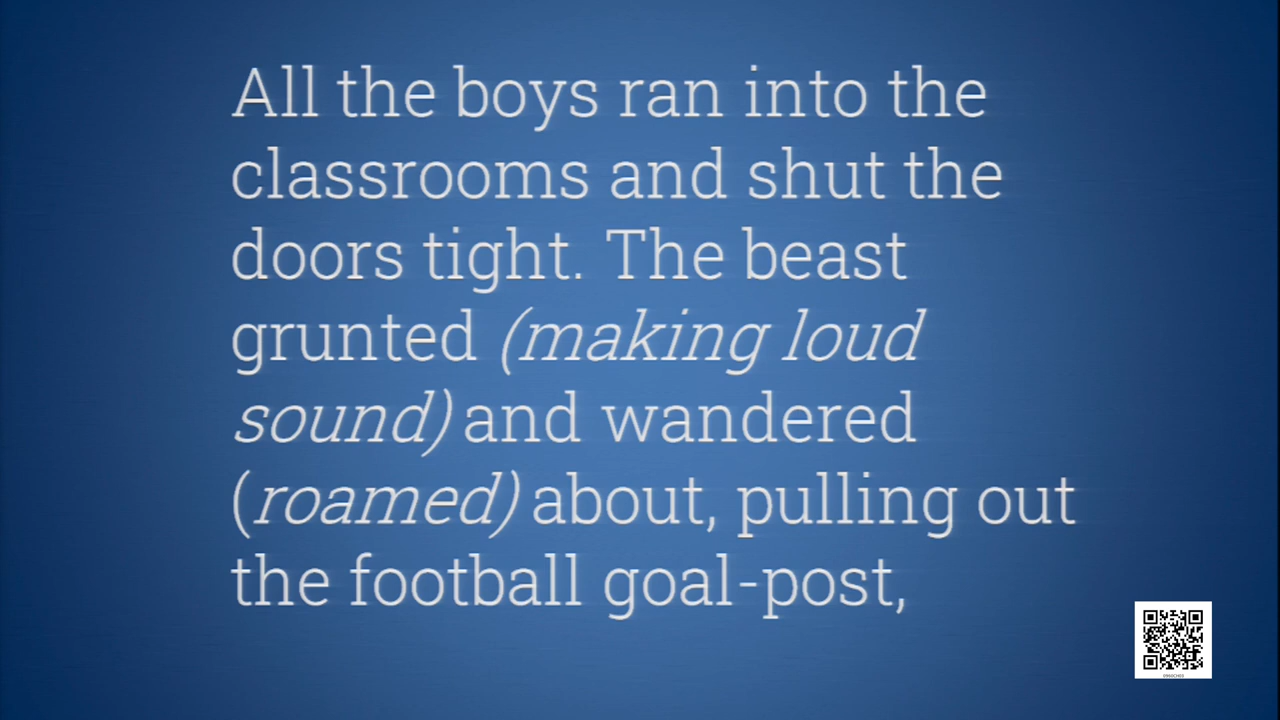 All the boys ran into the
classrooms and shut the
doors tight. The beast
grunted (making loud
sound) and wandered
(roamed) about, pulling out
the football goal-post,